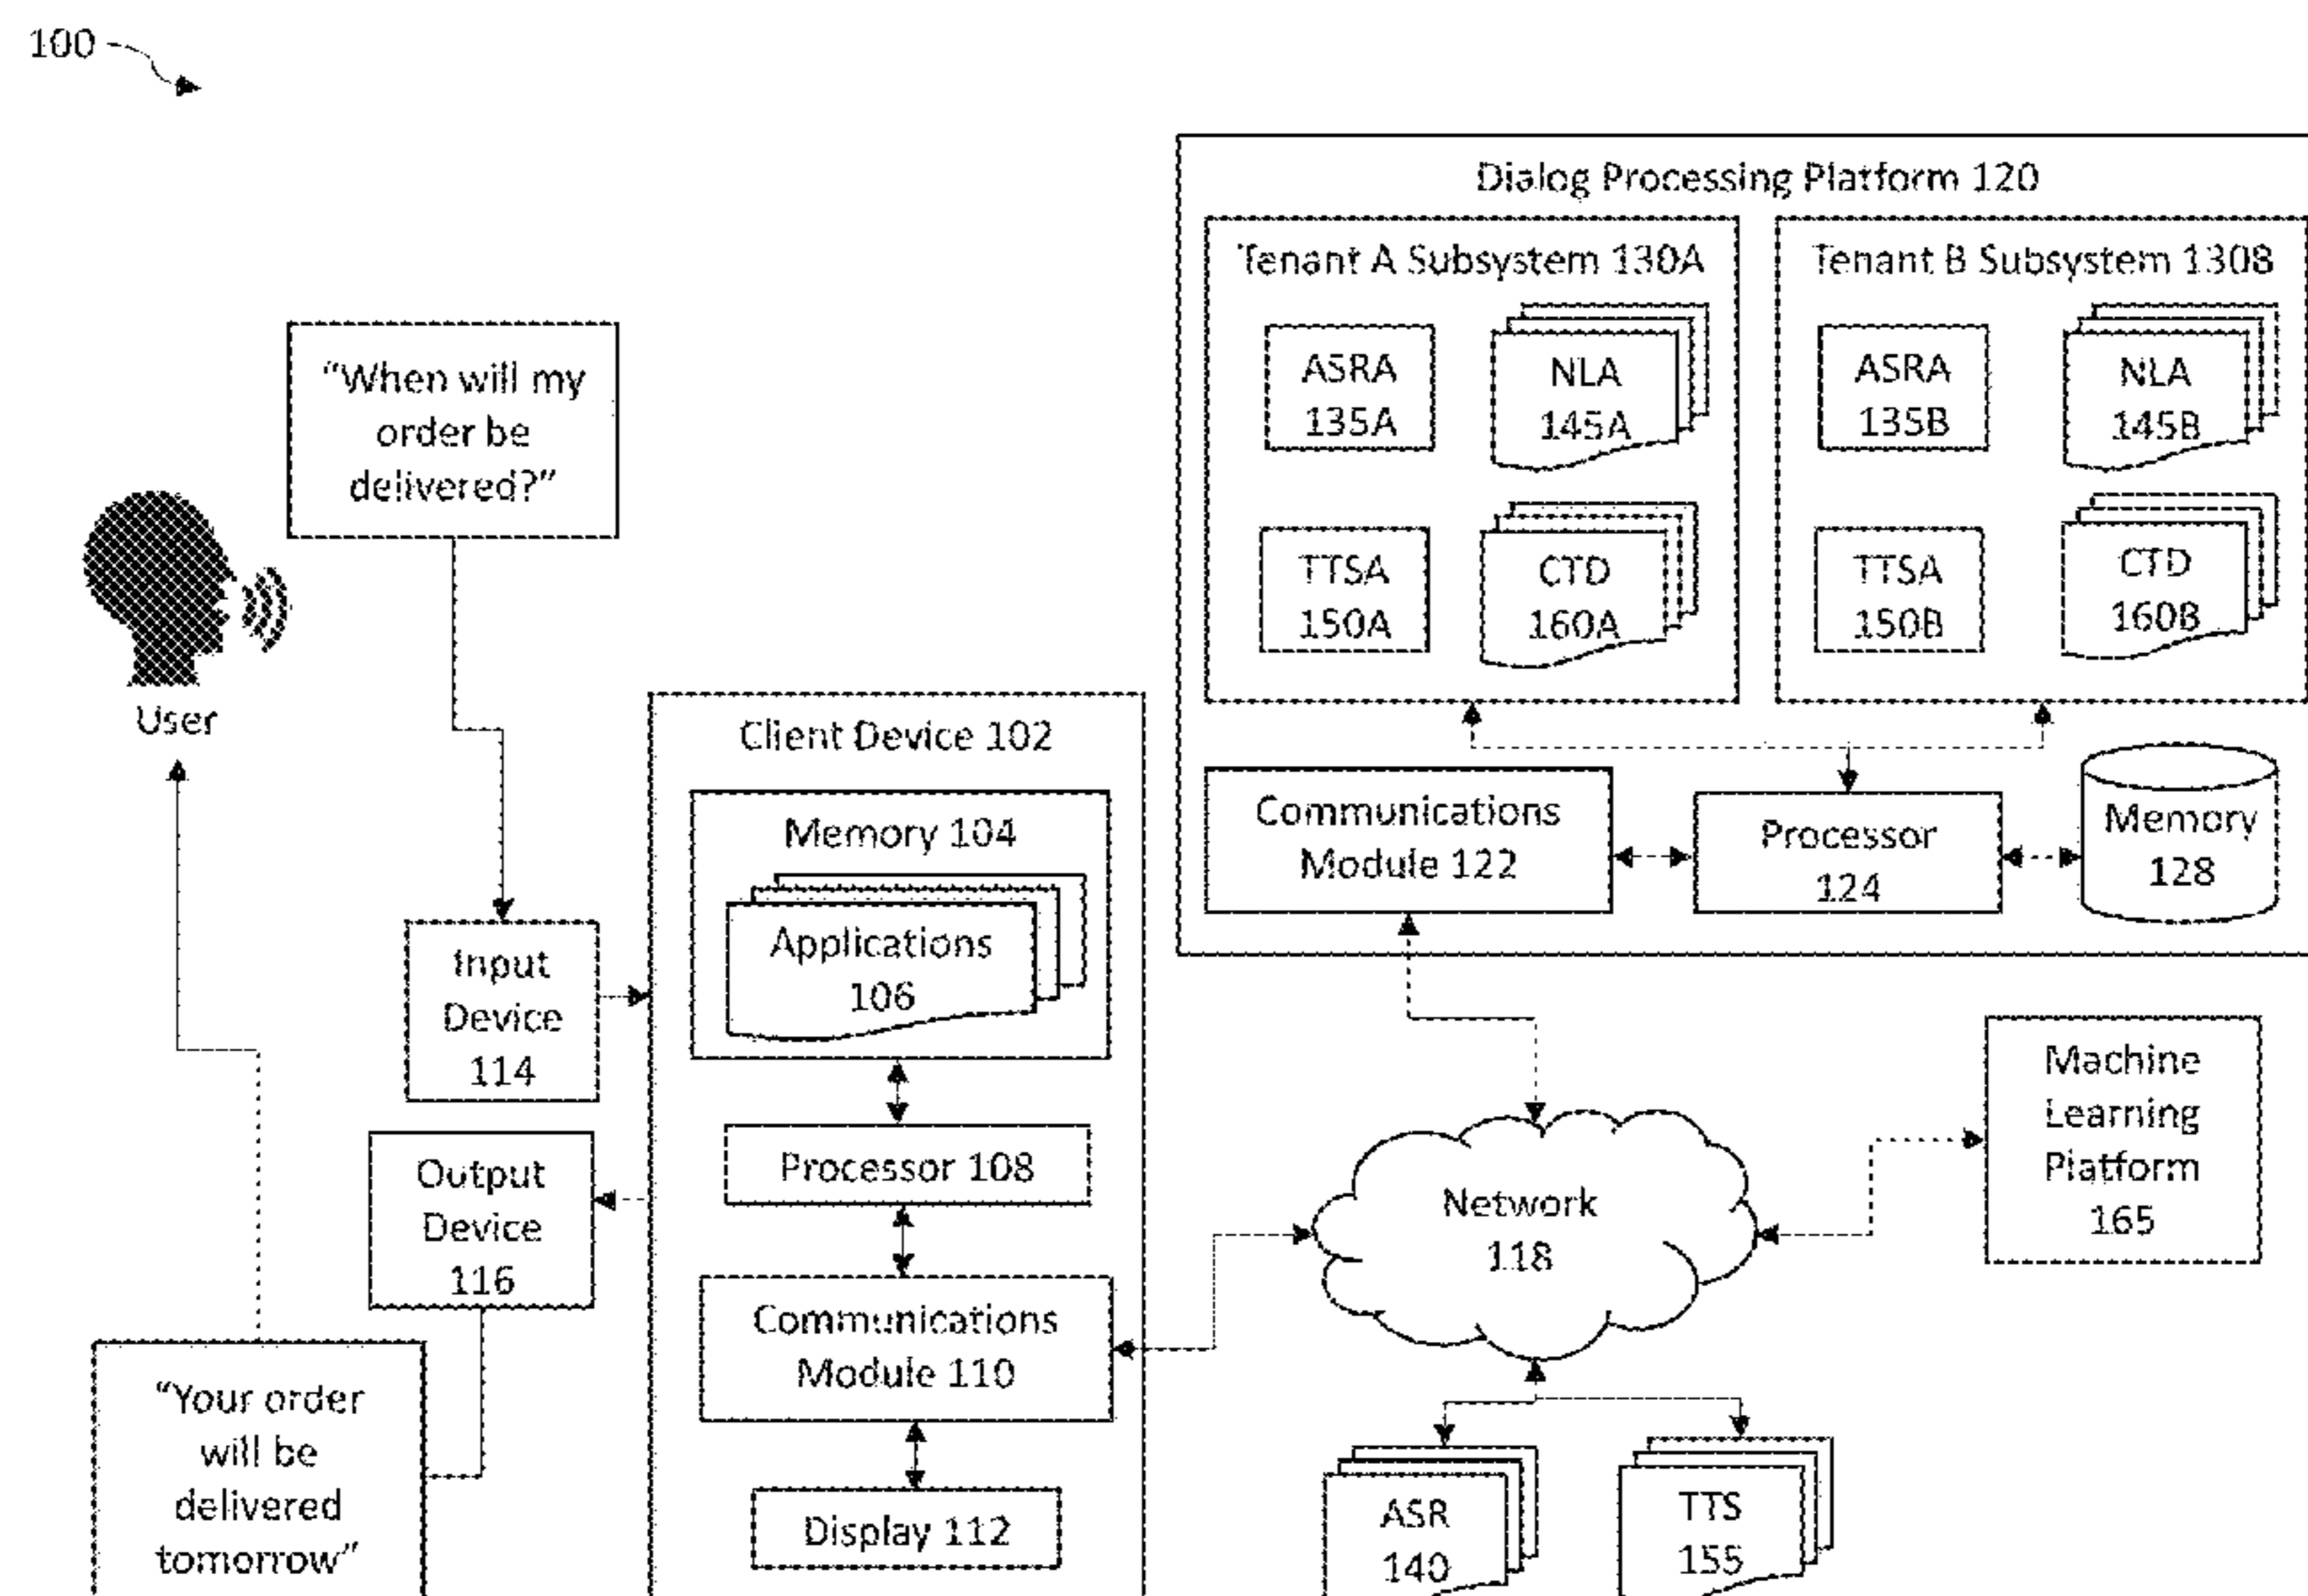 100
Dialog Processing Platform 120
Tenant A Subsystem 130A
ASRA
135A
NLA
145A
TTSA
150A
CTD
160A
Tenant B Subsystem 130B
ASRA
135B
NLA
145B
TTSA
150B
CTD
160B
Communications
Module 122
Processor
124
Memory
128
“When will my
order be
delivered?”
User
Client Device 102
Memory 104
Applications
106
Processor 108
Communications
Module 110
Display 112
Input
Device
114
Output
Device
116
“Your order
will be
delivered
tomorrow”
Network
118
Machine
Learning
Platform
165
ASR
140
TTS
155